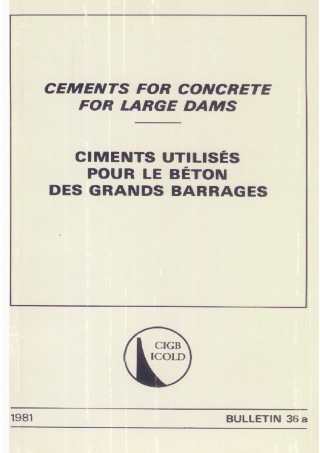 CEMENTS FOR CONCRETE
FOR LARGE DAMS
CIMENTS UTILISÉS
POUR LE BÉTON
DES GRANDS BARRAGES
CIGB
ICOLD
1981 BULLETIN 36 a